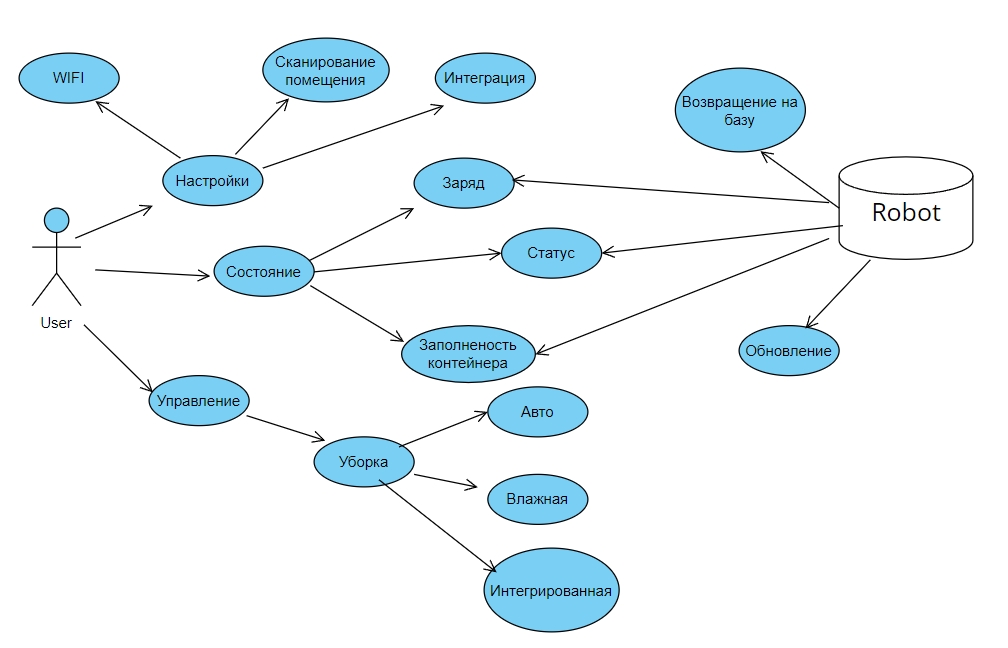 WIFI
Сканирование
помещения
Интеграция
Возвращение на
базу
Настройки
Заряд
Robot
Статус
Состояние
User
Заполненость
контейнера
Обновление
Управление
Авто
Уборка
Влажная
Интегрированная